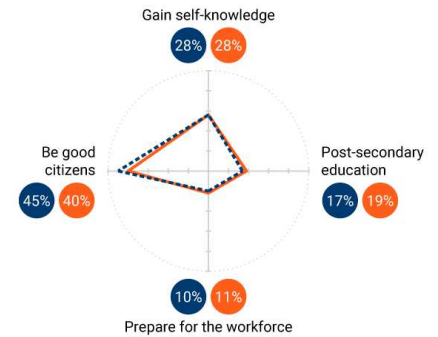 Gain self-knowledge
28% 28%
Be good
citizens
45% 40%
Post-secondary
education
17% 19%
10% 11%
Prepare for the workforce